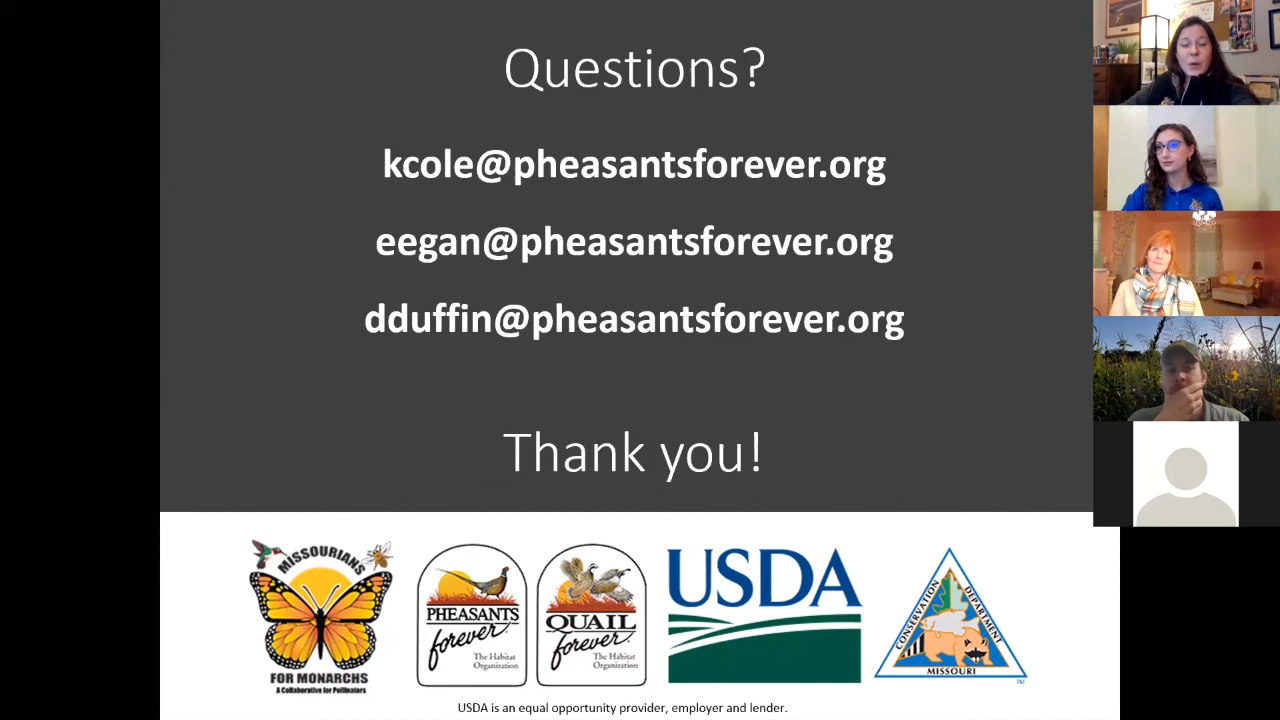 Questions?
kcole@pheasantsforever.org
eegan@pheasantsforever.org
dduffin@pheasantsforever.org
Thank you!
MISSOURIANS
FOR MONARCHS
A Collaborative for Pollinators
PHEASANTS
forever
The Habitat
Organization
QUAIL
forever
The Habitat
Organization
USDA
CONSERVATION
DEPARTMENT
MISSOURI
TM
USDA is an equal opportunity provider, employer and lender.